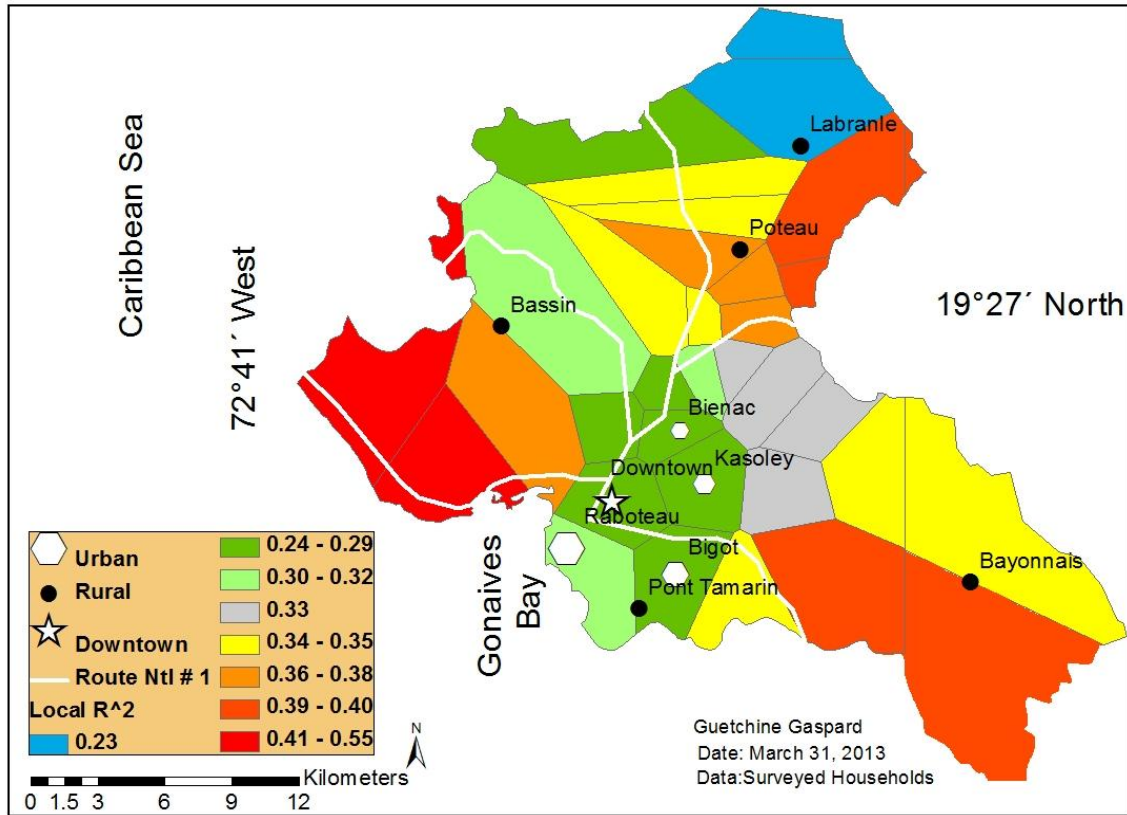 Caribbean Sea
72°41´ West
19°27´ North
Labranle
Poteau
Bassin
Bienac
Kasoley
Downtown
Raboteau
Bigot
Pont Tamarin
Bayonnais
Gonaives
Bay
Urban
Rural
Downtown
Route Ntl # 1
Local R^2
0.23
0.24 - 0.29
0.30 - 0.32
0.33
0.34 - 0.35
0.36 - 0.38
0.39 - 0.40
0.41 - 0.55
N
Kilometers
0 1.5 3 6 9 12
Guetchine Gaspard
Date: March 31, 2013
Data:Surveyed Households